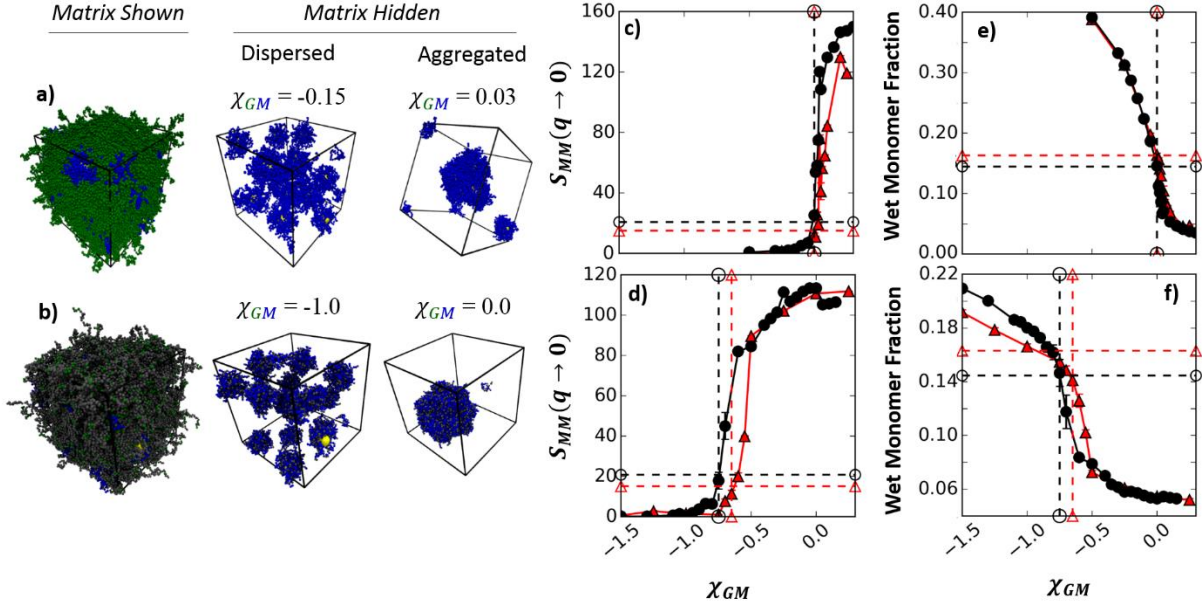 Matrix Shown
Matrix Hidden
Dispersed
Aggregated
a)
χGM = -0.15
χGM = 0.03
b)
χGM = -1.0
χGM = 0.0
c)
SMM(q → 0)
160
120
80
40
0
d)
SMM(q → 0)
120
100
80
60
40
20
0
−1.5
−1.0
−0.5
0.0
χGM
e)
Wet Monomer Fraction
0.40
0.30
0.20
0.10
0.00
f)
Wet Monomer Fraction
0.22
0.18
0.14
0.10
0.06
−1.5
−1.0
−0.5
0.0
χGM